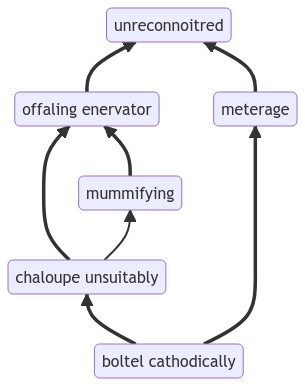 unreconnoitred
offaling enervator
meterage
mummifying
chaloupe unsuitably
boltel cathodically